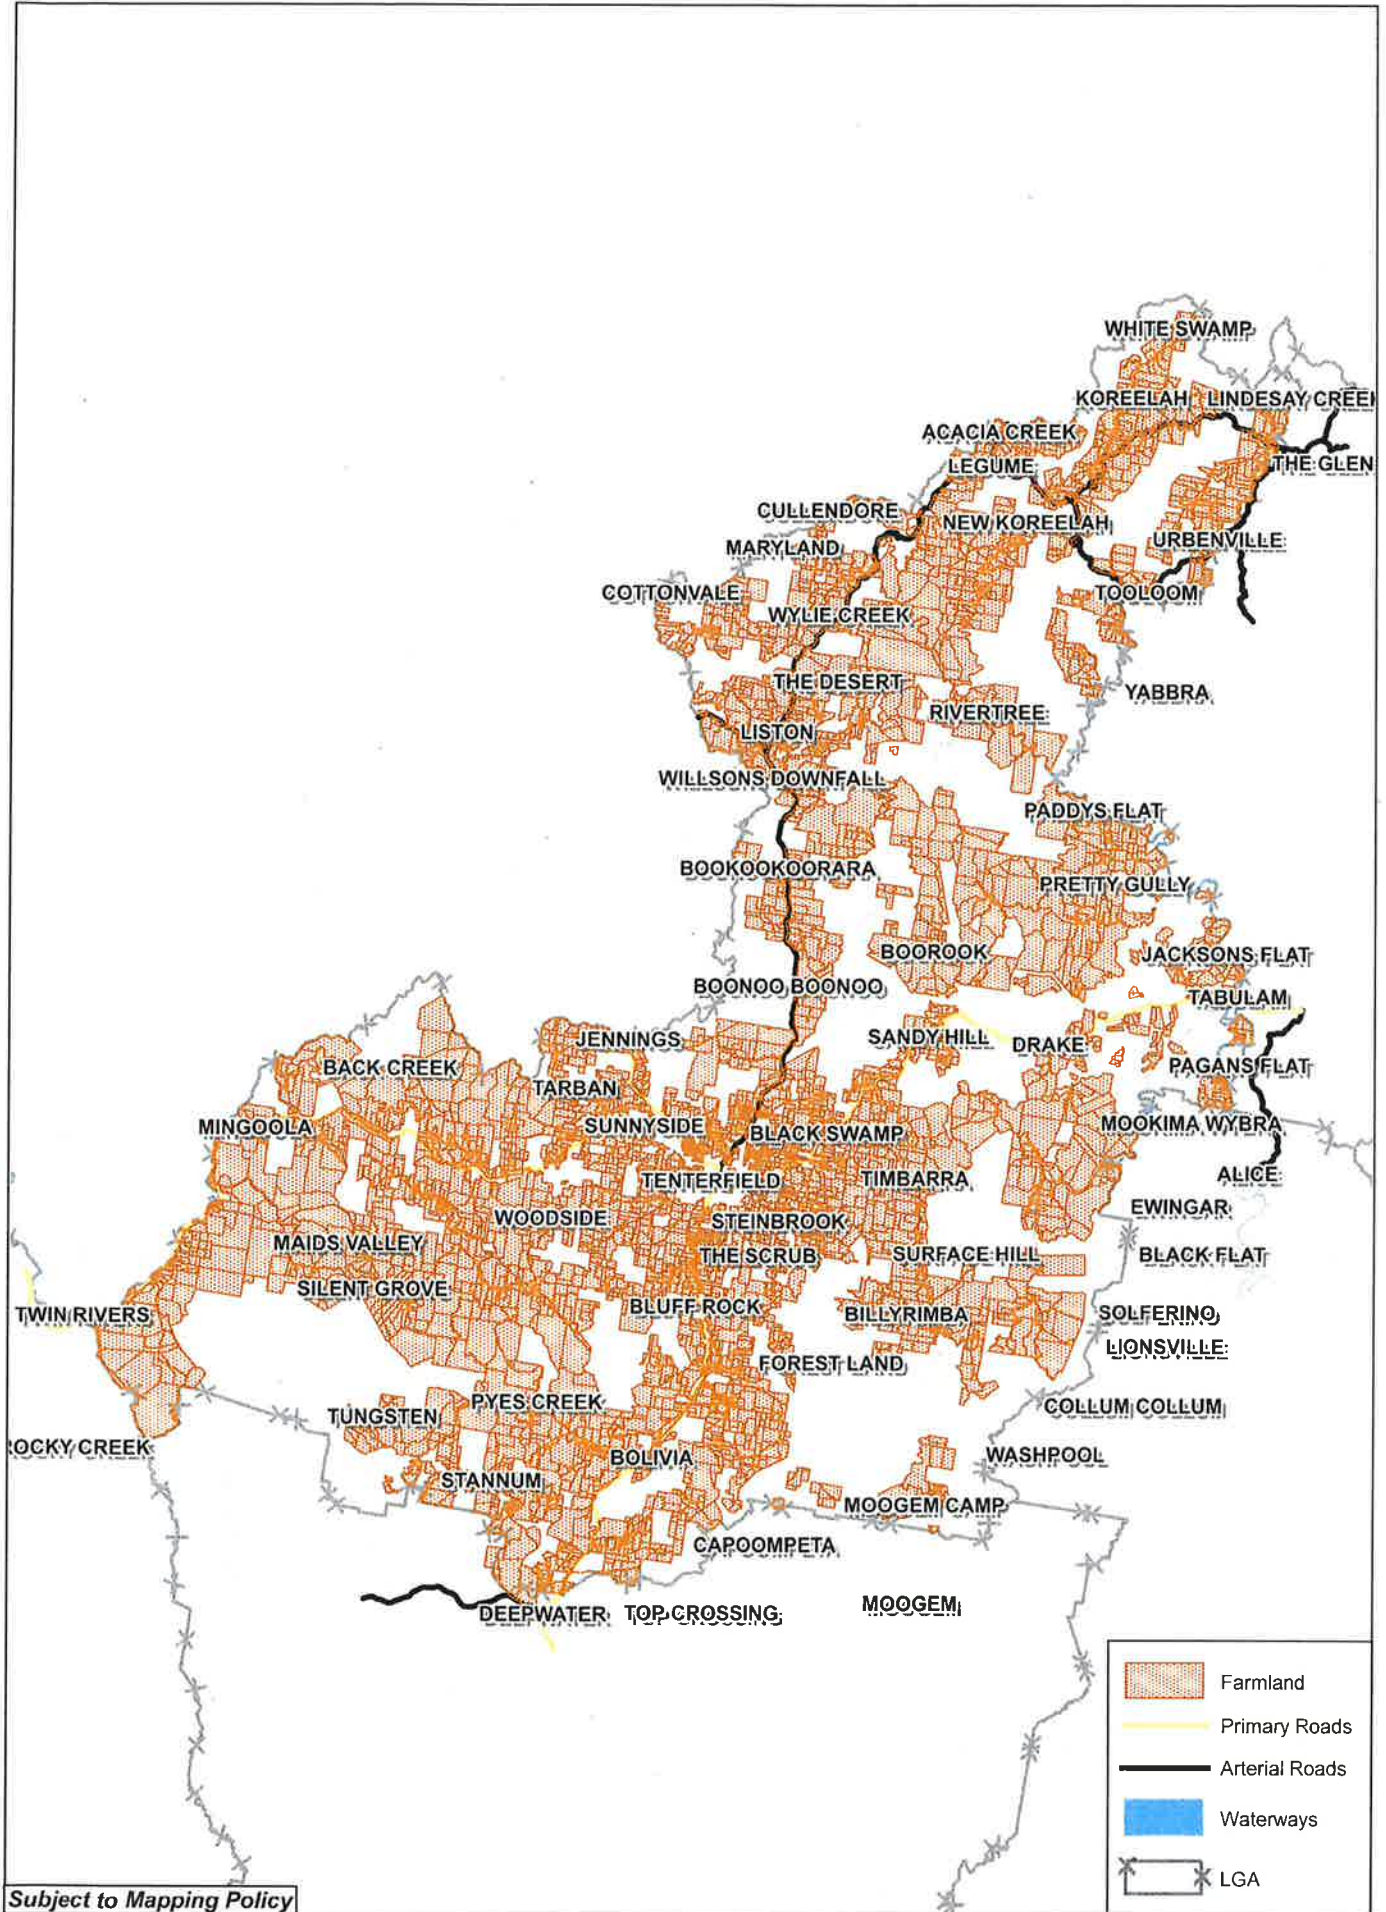 WHITE SWAMP
KOREELAH
LINDESAY CREEK
ACACIA CREEK
LEGUME
THE GLEN
CULLENDORE
NEW KOREELAH
URBENVILLE
MARYLAND
COTTONVALE
TOOLOOM
WYLIE CREEK
THE DESERT
YABBRA
RIVERTREE
LISTON
WILLSONS DOWNFALL
PADDYS FLAT
BOOKOOKOORARA
PRETTY GULLY
BOOROOK
JACKSONS FLAT
BOONOO BOONOO
TABULAM
JENNINGS
SANDY HILL
DRAKE
BACK CREEK
PAGANS FLAT
TARBAN
MINGOOLA
SUNNYSIDE
BLACK SWAMP
MOOKIMA WYBRA
TENTERFIELD
TIMBARRA
ALICE
EWINGAR
WOODSIDE
STEINBROOK
MAIDS VALLEY
THE SCRUB
SURFACE HILL
BLACK FLAT
SILENT GROVE
TWIN RIVERS
BLUFF ROCK
BILLYRIMBA
SOLFERINO
LIONSVILLE
FOREST LAND
PYES CREEK
COLLUM COLLUM
TUNGSTEN
ROCKY CREEK
BOLIVIA
WASHPOOL
STANNUM
MOOGEM CAMP
CAPOOMPETA
DEEPWATER
TOP CROSSING
MOOGEM
Farmland
Primary Roads
Arterial Roads
Waterways
LGA
Subject to Mapping Policy